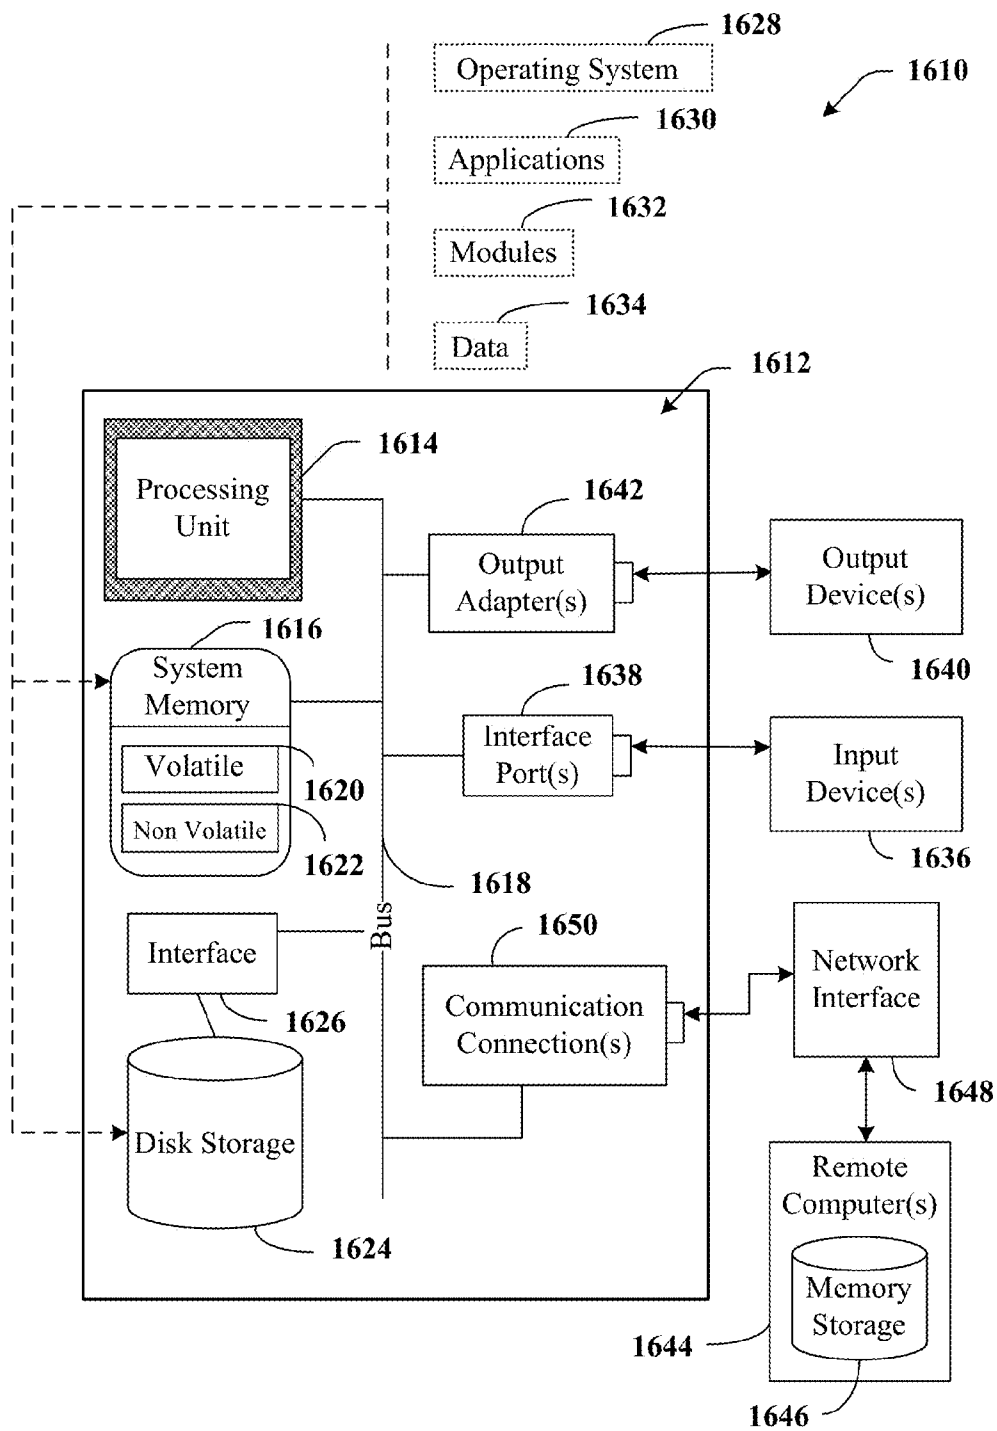 1628
Operating System
1610
1630
Applications
1632
Modules
1634
Data
1612
1614
Processing
Unit
1642
Output
Adapter(s)
Output
Device(s)
1640
1616
System
Memory
Volatile
1620
Non Volatile
1622
1638
Interface
Port(s)
Input
Device(s)
1636
1618
Bus
Interface
1626
1650
Communication
Connection(s)
Network
Interface
1648
Disk Storage
1624
Remote
Computer(s)
Memory
Storage
1644
1646